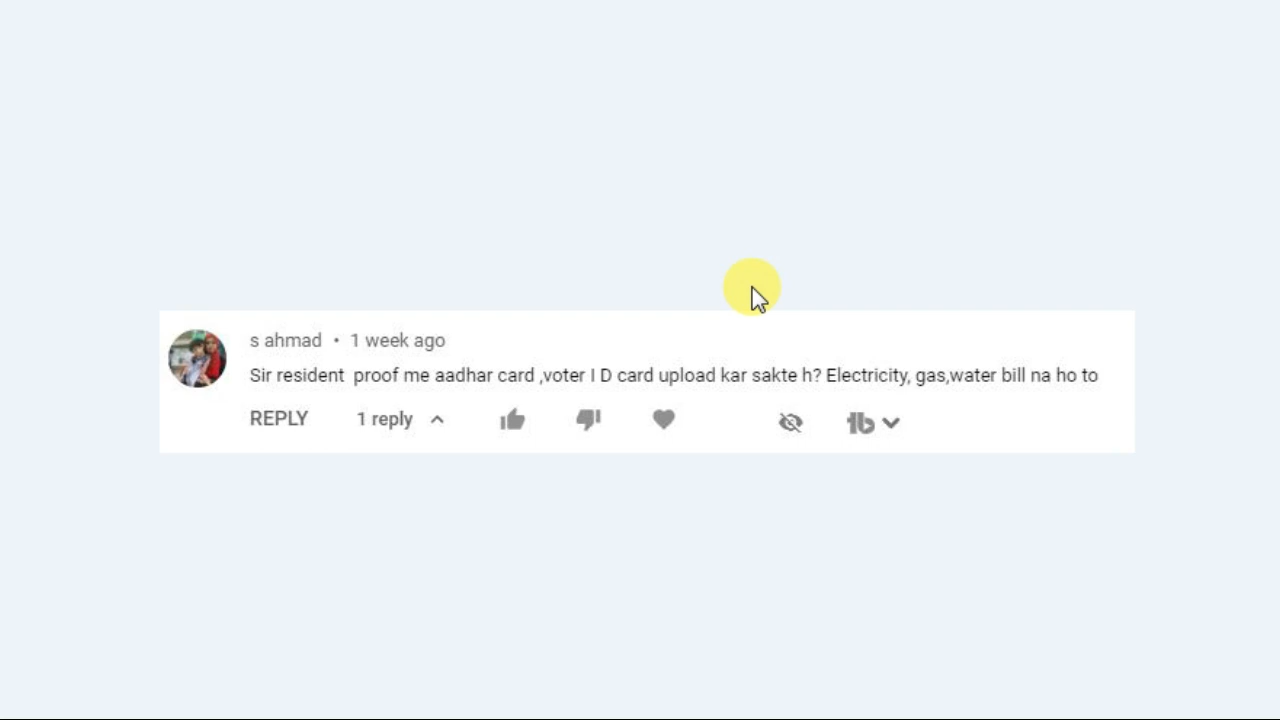 s ahmad • 1 week ago
Sir resident proof me aadhar card ,voter I D card upload kar sakte h? Electricity, gas,water bill na ho to
REPLY 1 reply